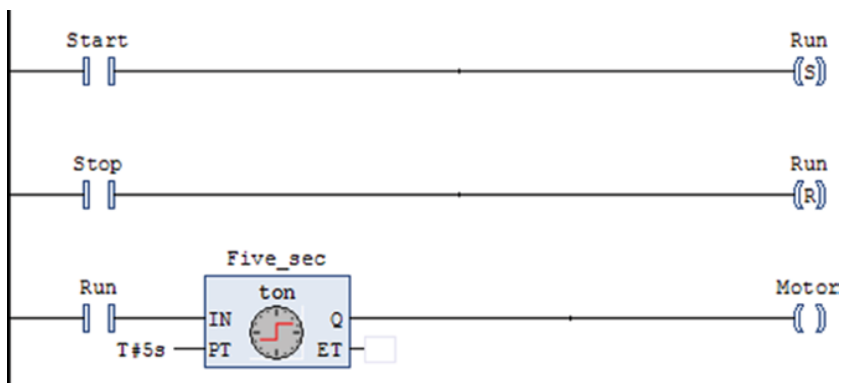 Start Run
(S)
Stop Run
(R)
Five_sec
Run ton Motor
IN Q ( )
T#5s PT ET